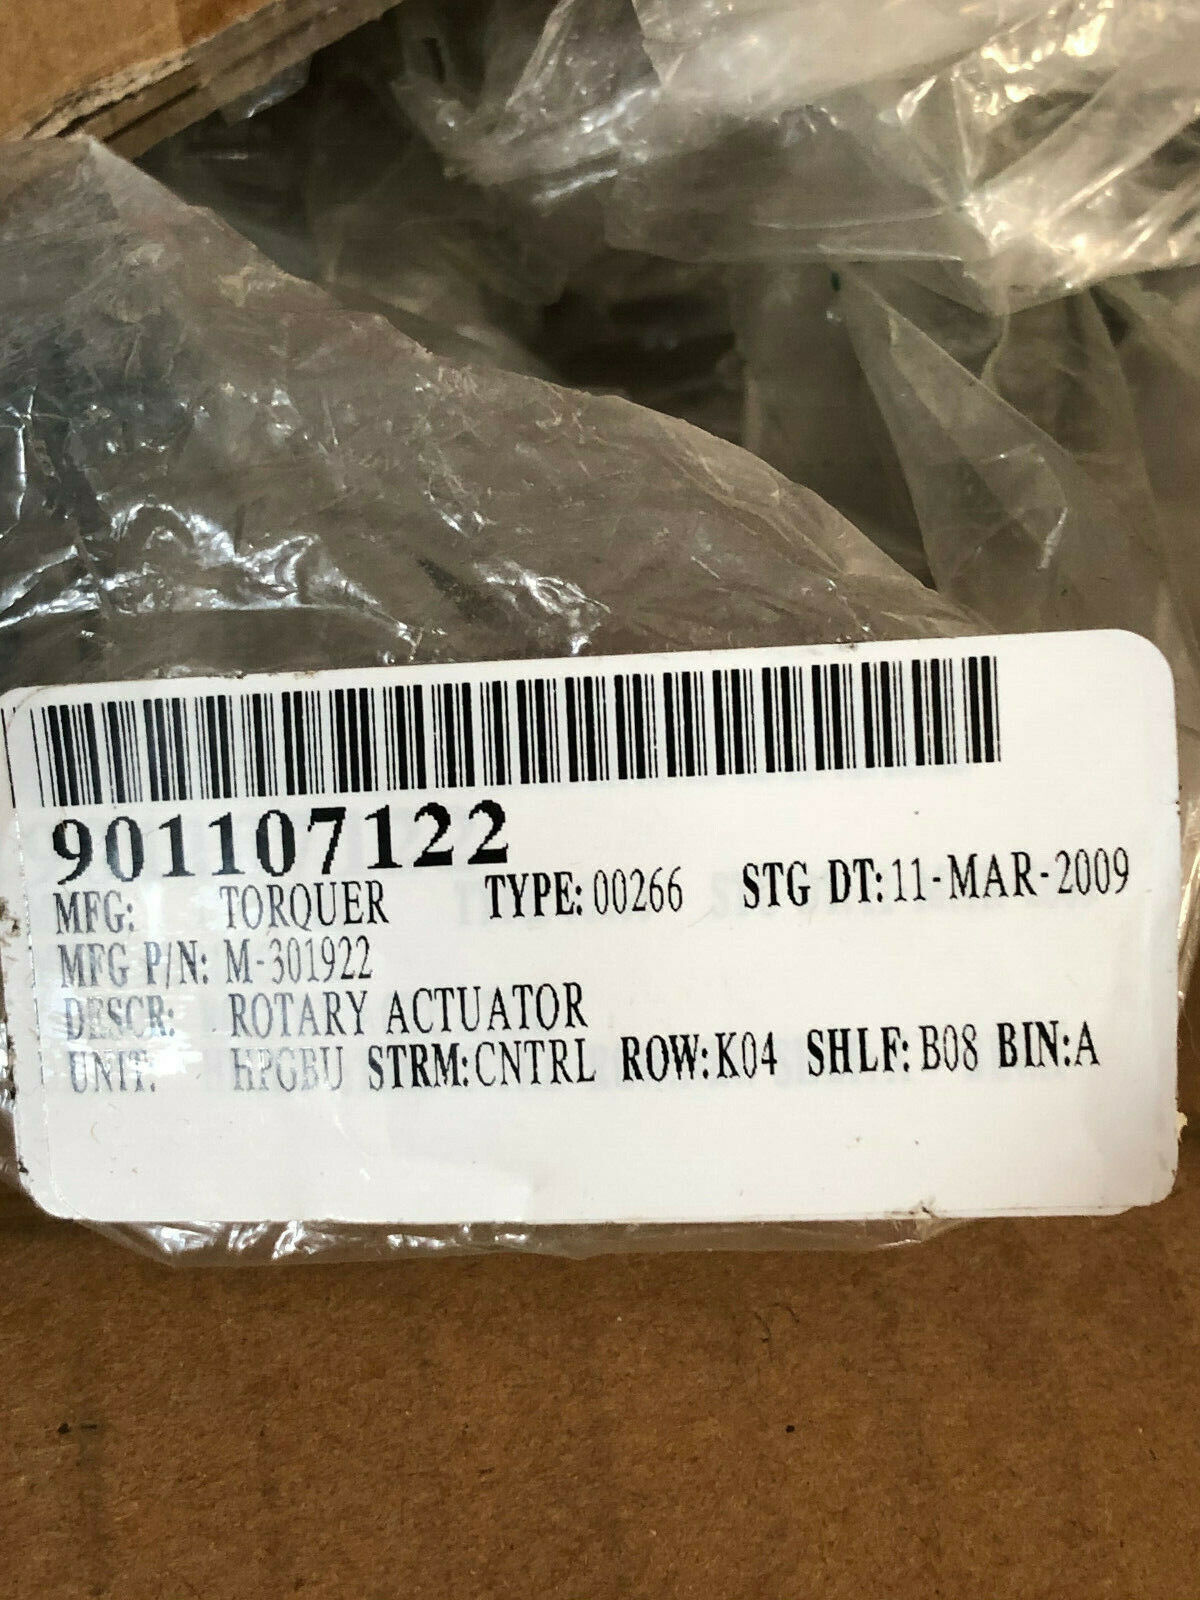 901107122
MFG: TORQUER TYPE: 00266 STG DT: 11-MAR-2009
MFG P/N: M-301922
DESCR: ROTARY ACTUATOR
UNIT: HPGBU STRM: CNTRL ROW: K04 SHLF: B08 BIN: A